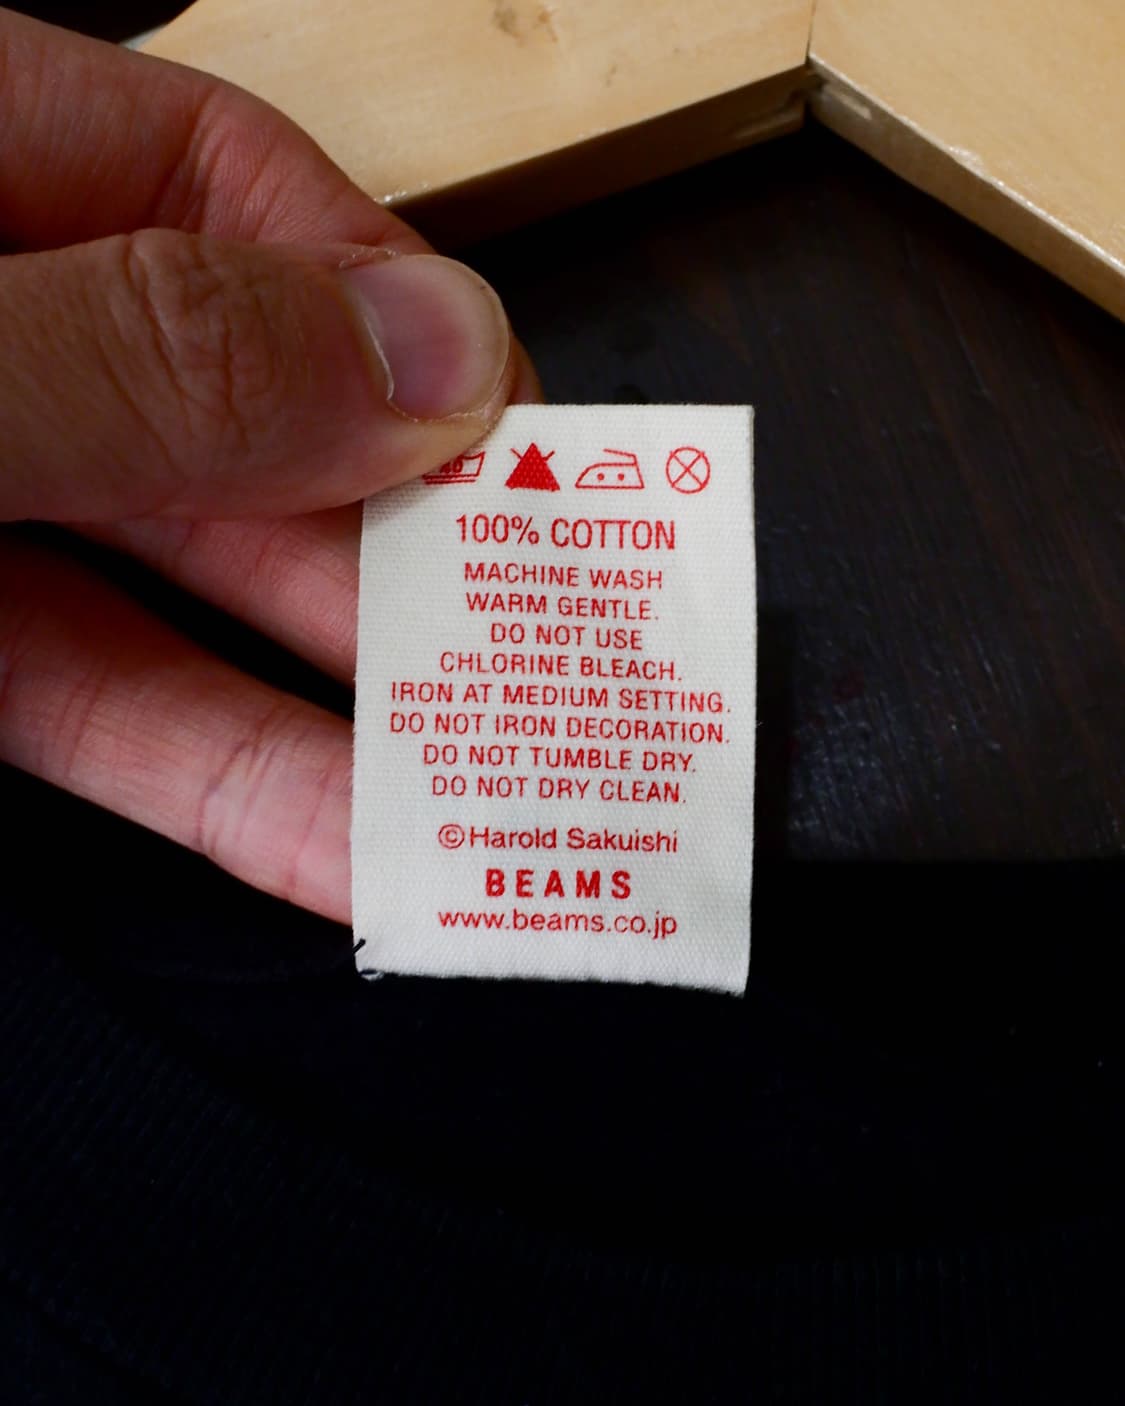 40
100% COTTON
MACHINE WASH
WARM GENTLE.
DO NOT USE
CHLORINE BLEACH.
IRON AT MEDIUM SETTING.
DO NOT IRON DECORATION.
DO NOT TUMBLE DRY.
DO NOT DRY CLEAN.
©Harold Sakuishi
BEAMS
www.beams.co.jp